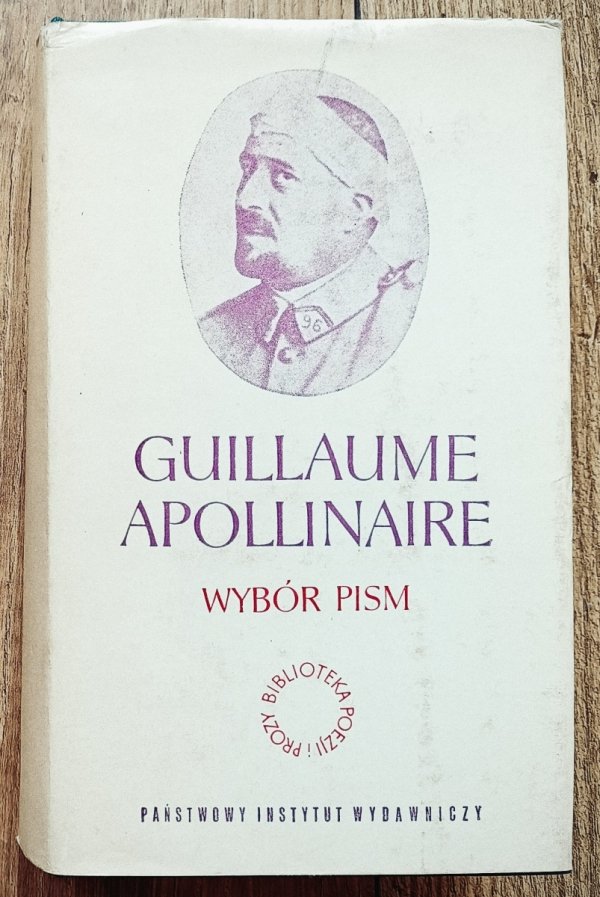 96
GUILLAUME
APOLLINAIRE
WYBÓR PISM
BIBLIOTEKA POEZJI i PROZY
PAŃSTWOWY INSTYTUT WYDAWNICZY